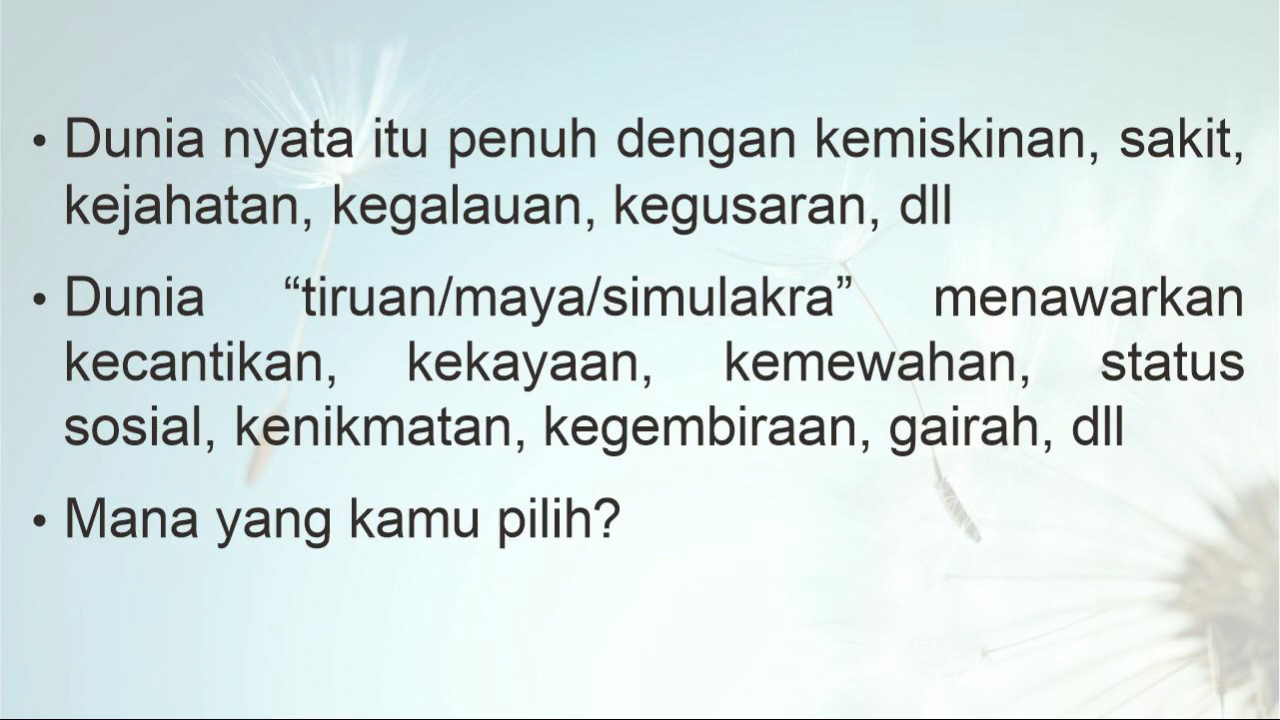 • Dunia nyata itu penuh dengan kemiskinan, sakit,
kejahatan, kegalauan, kegusaran, dll
• Dunia “tiruan/maya/simulakra” menawarkan
kecantikan, kekayaan, kemewahan, status
sosial, kenikmatan, kegembiraan, gairah, dll
• Mana yang kamu pilih?